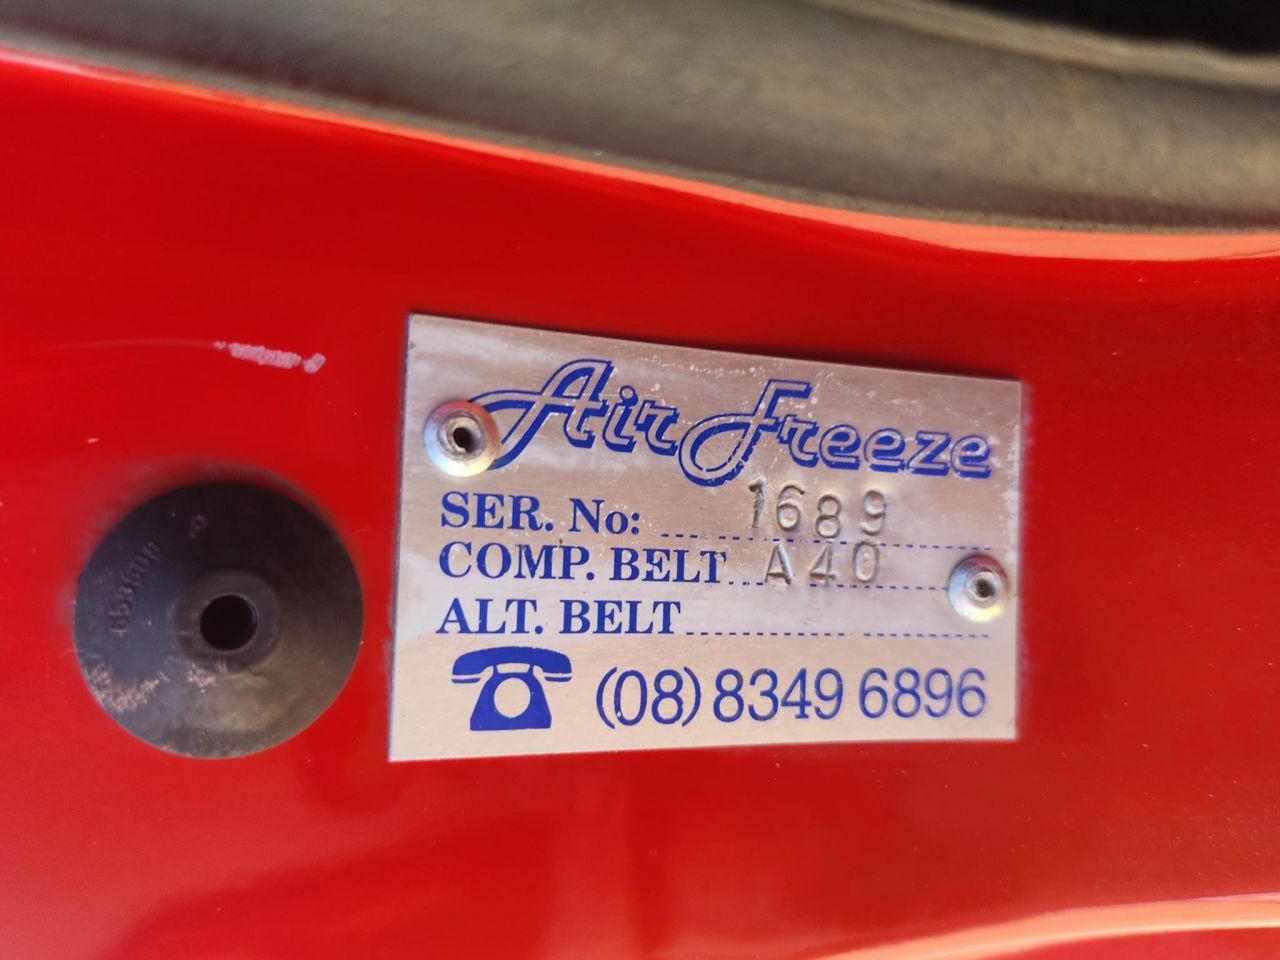 Air Freeze
SER. No: 1689
COMP. BELT A40
ALT. BELT
(08) 8349 6896